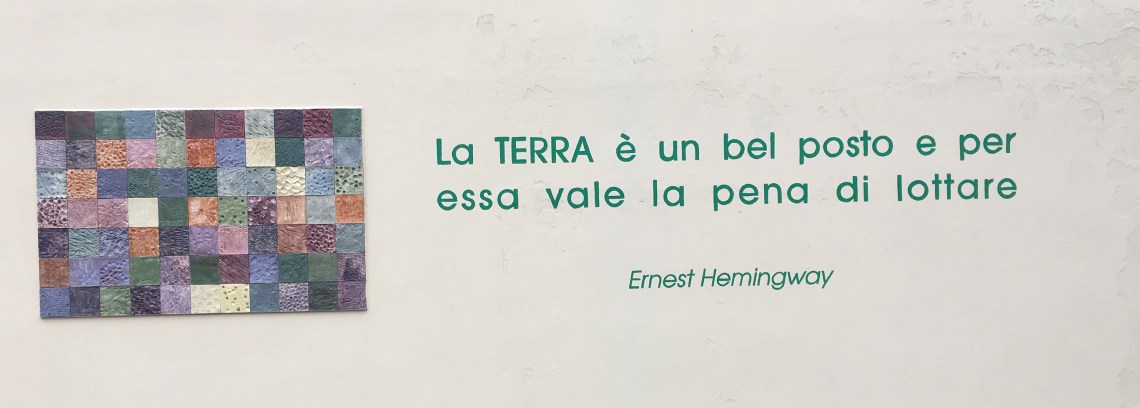 La TERRA è un bel posto e per
essa vale la pena di lottare
Ernest Hemingway